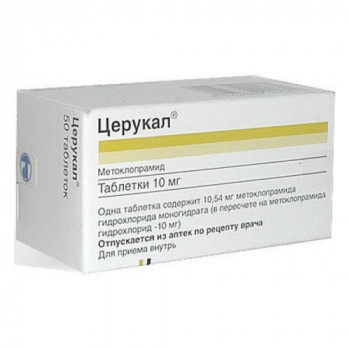 Церукал®
Метоклопрамид
Таблетки 10 мг
Одна таблетка содержит 10,54 мг метоклопрамида
гидрохлорида моногидрата (в пересчете на метоклопрамида
гидрохлорид -10 мг)
Отпускается из аптек по рецепту врача
Для приема внутрь
Церукал®
50 таблеток